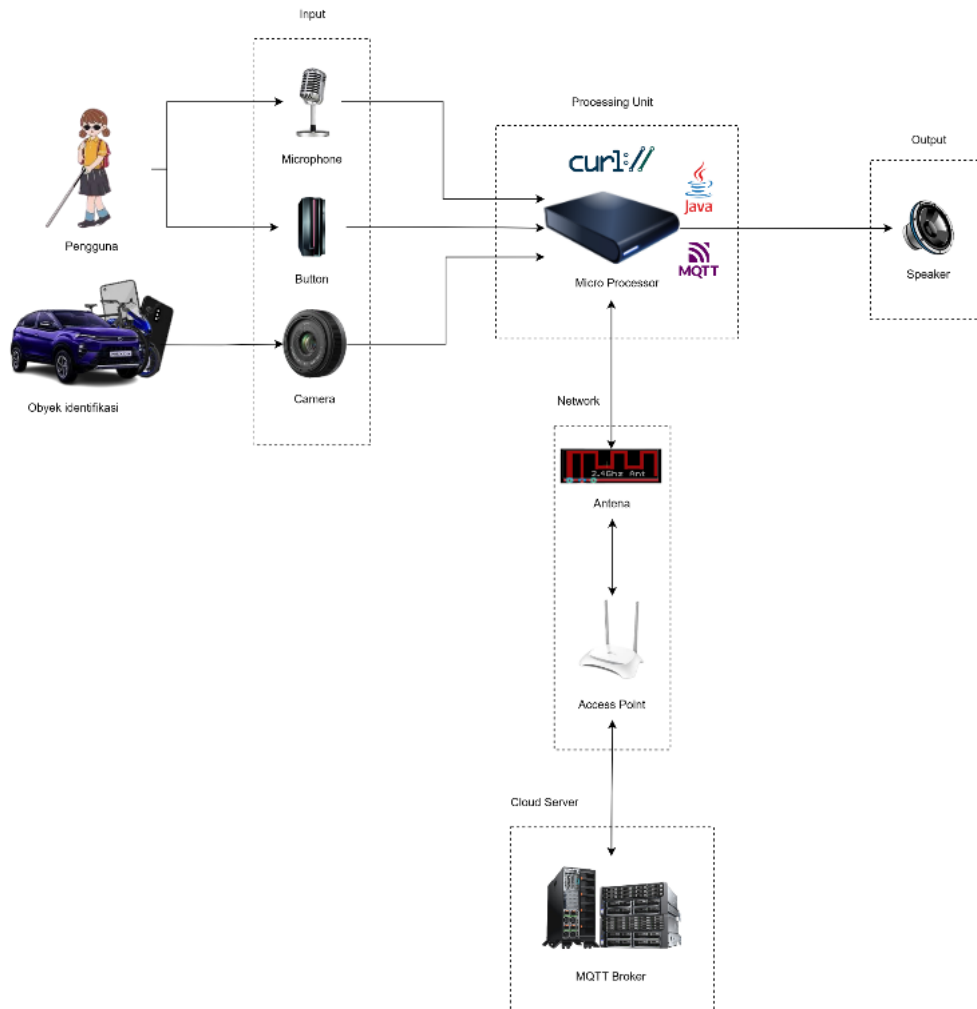 Input
Microphone
Pengguna
Button
Obyek identifikasi
Camera
Processing Unit
curl://
Java
MQTT
Micro Processor
Output
Speaker
Network
2.4Ghz Ant
Antena
Access Point
Cloud Server
MQTT Broker